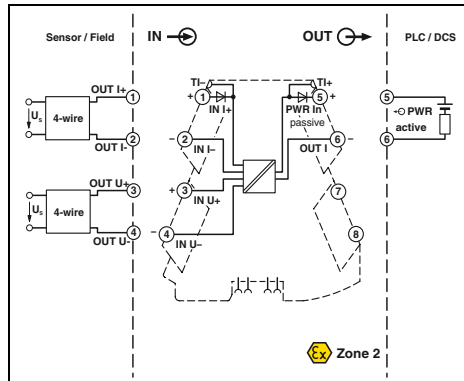 Sensor / Field IN OUT PLC / DCS
OUT I+ 1 TI– TI+ 5
+ 1 IN I+ PWR In 5 + PWR
Us 4-wire passive active
OUT I- 2 – 2 IN I– OUT I 6 – 6
OUT U+ 3 + 3 IN U+ 7
Us 4-wire
OUT U- 4 – 4 IN U– 8
Ex Zone 2